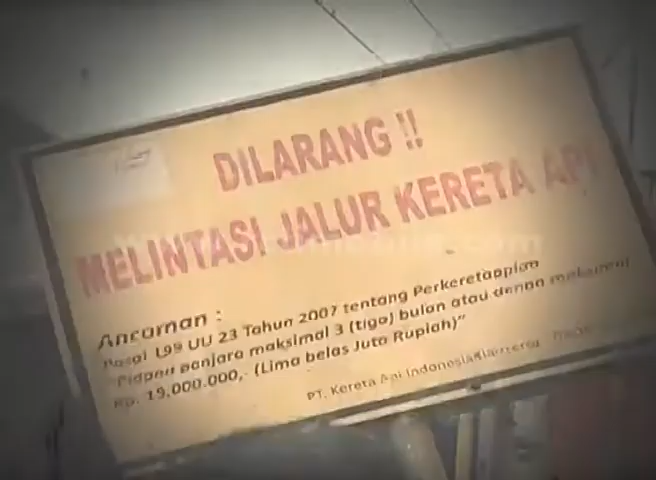 DILARANG !!
MELINTASI JALUR KERETA API
Ancaman :
Pasal 199 UU 23 Tahun 2007 tentang Perkeretaapian
"Pidana penjara maksimal 3 (tiga) bulan atau denda maksimal
Rp. 15.000.000,- (Lima belas Juta Rupiah)"
PT. Kereta Api Indonesia